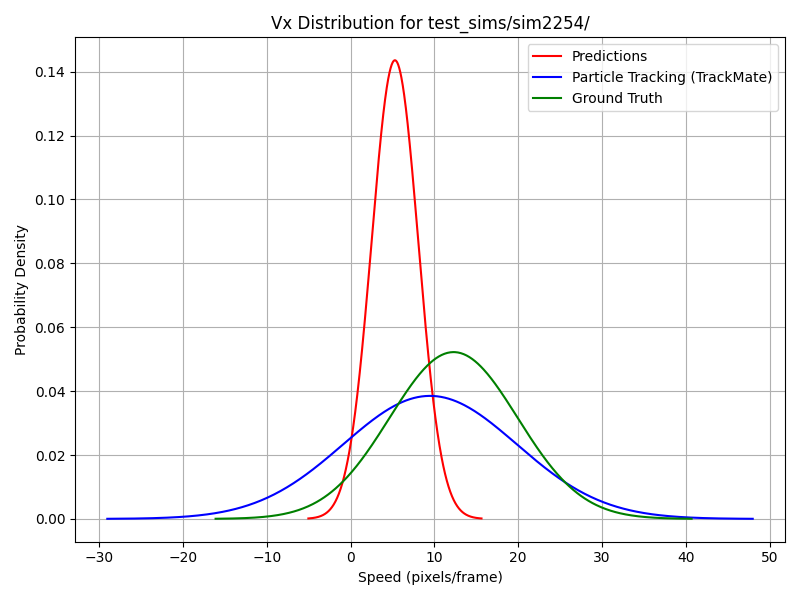 Vx Distribution for test_sims/sim2254/
Predictions
Particle Tracking (TrackMate)
Ground Truth
Probability Density
0.14
0.12
0.10
0.08
0.06
0.04
0.02
0.00
−30 −20 −10 0 10 20 30 40 50
Speed (pixels/frame)